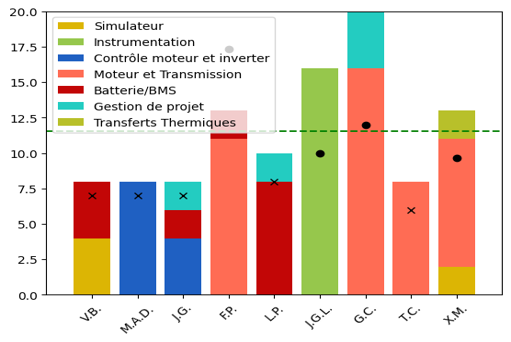 20.0
17.5
15.0
12.5
10.0
7.5
5.0
2.5
0.0
Simulateur
Instrumentation
Contrôle moteur et inverter
Moteur et Transmission
Batterie/BMS
Gestion de projet
Transferts Thermiques
V.B.
M.A.D.
J.G.
F.P.
L.P.
J.G.L.
G.C.
T.C.
X.M.